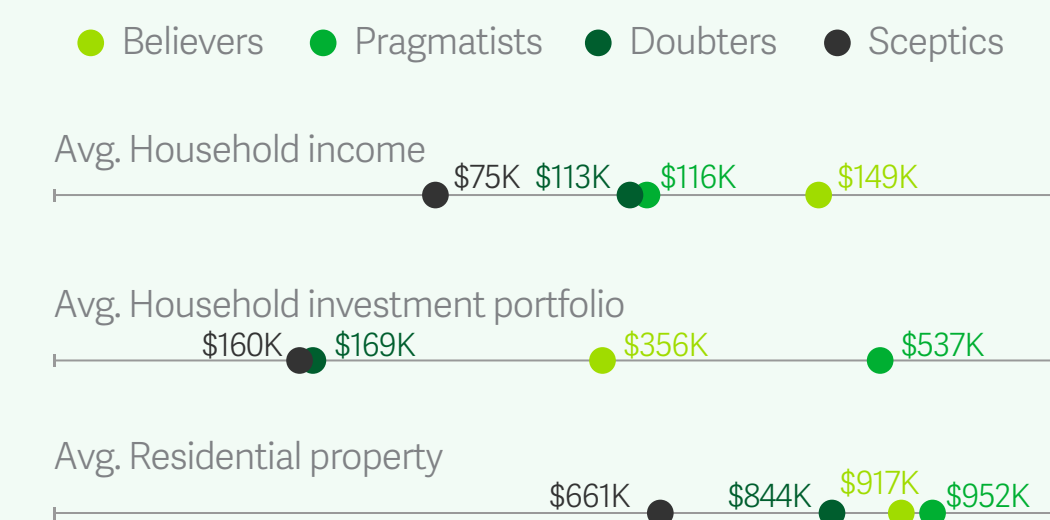 Believers Pragmatists Doubters Sceptics
Avg. Household income
$75K $113K $116K $149K
Avg. Household investment portfolio
$160K $169K $356K $537K
Avg. Residential property
$661K $844K $917K $952K